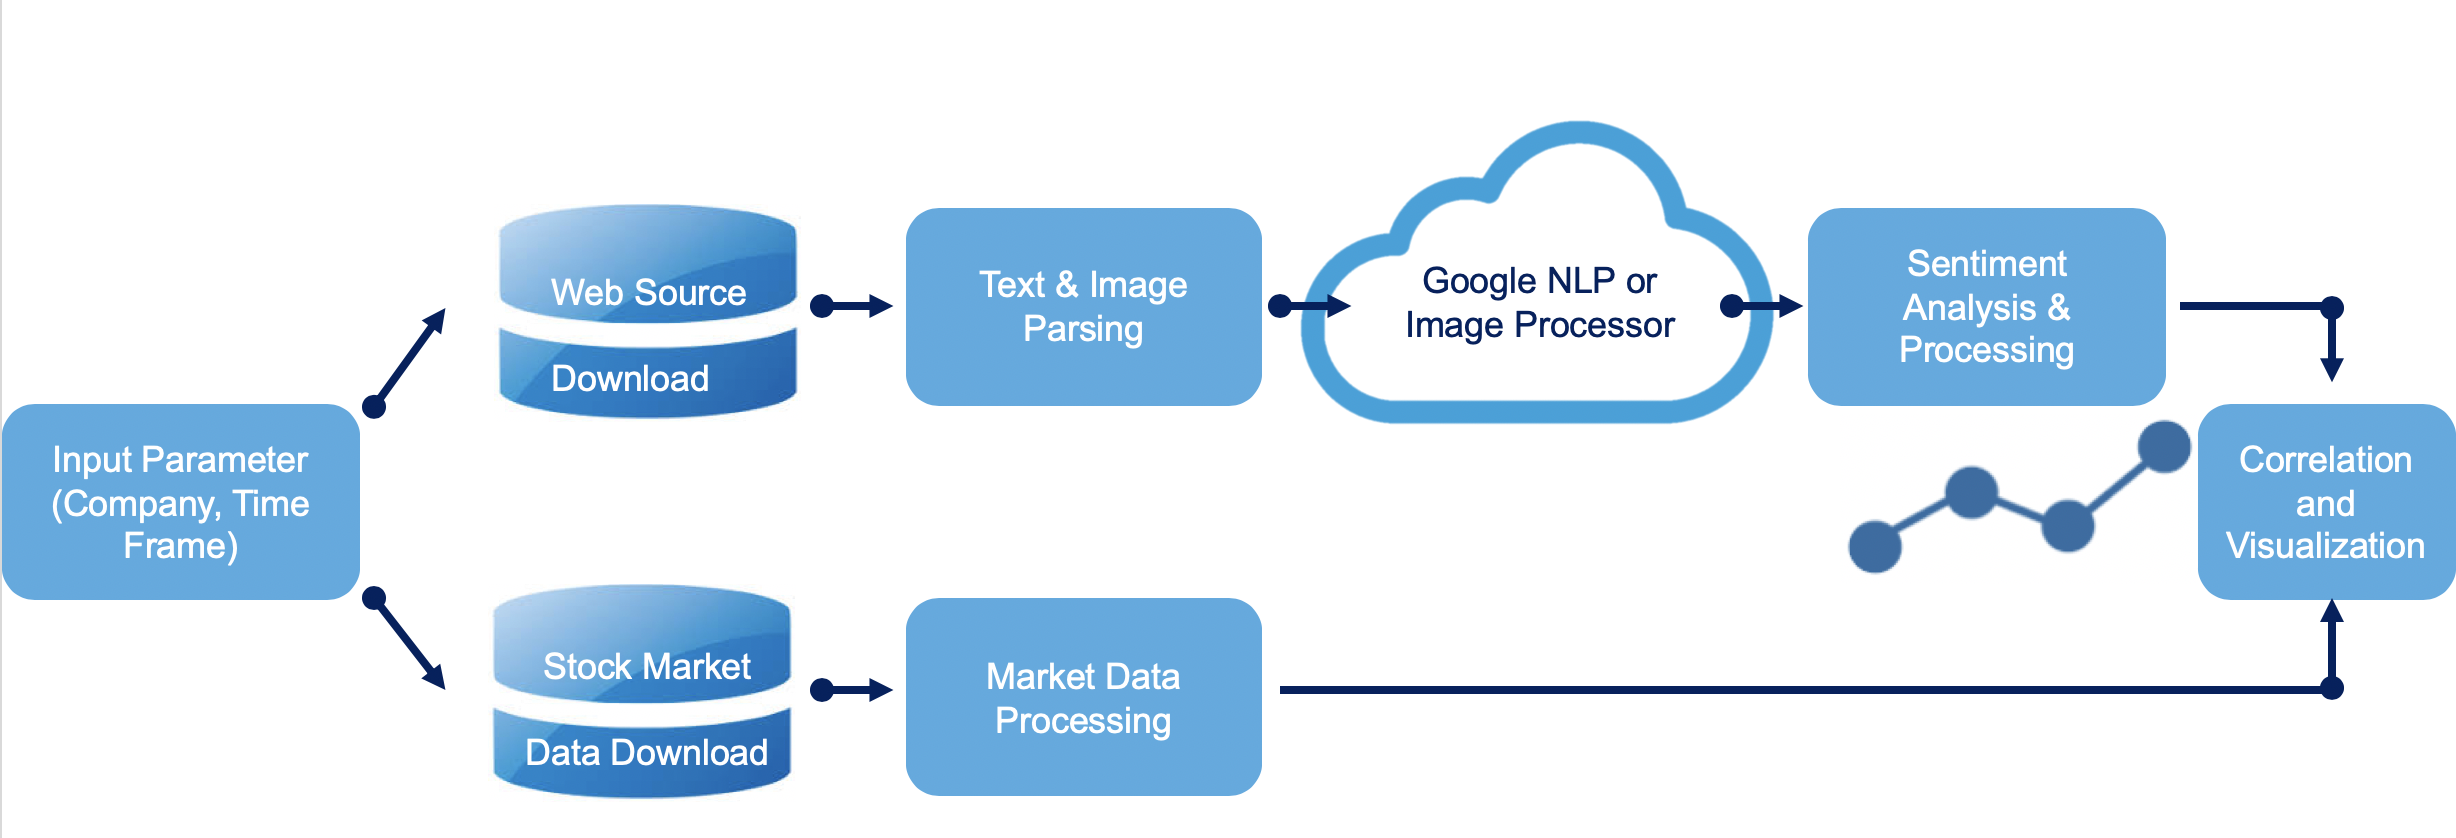 Input Parameter
(Company, Time
Frame)
Web Source
Download
Text & Image
Parsing
Google NLP or
Image Processor
Sentiment
Analysis &
Processing
Stock Market
Data Download
Market Data
Processing
Correlation
and
Visualization